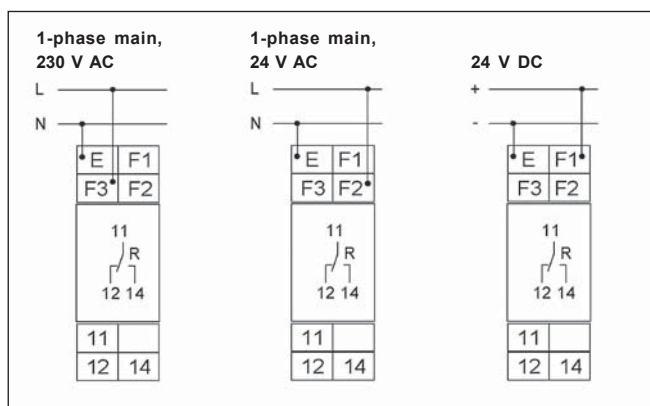 1-phase main,
230 V AC
L
N
E F1
F3 F2
11
R
12 14
11
12 14
1-phase main,
24 V AC
L
N
E F1
F3 F2
11
R
12 14
11
12 14
24 V DC
+
-
E F1
F3 F2
11
R
12 14
11
12 14